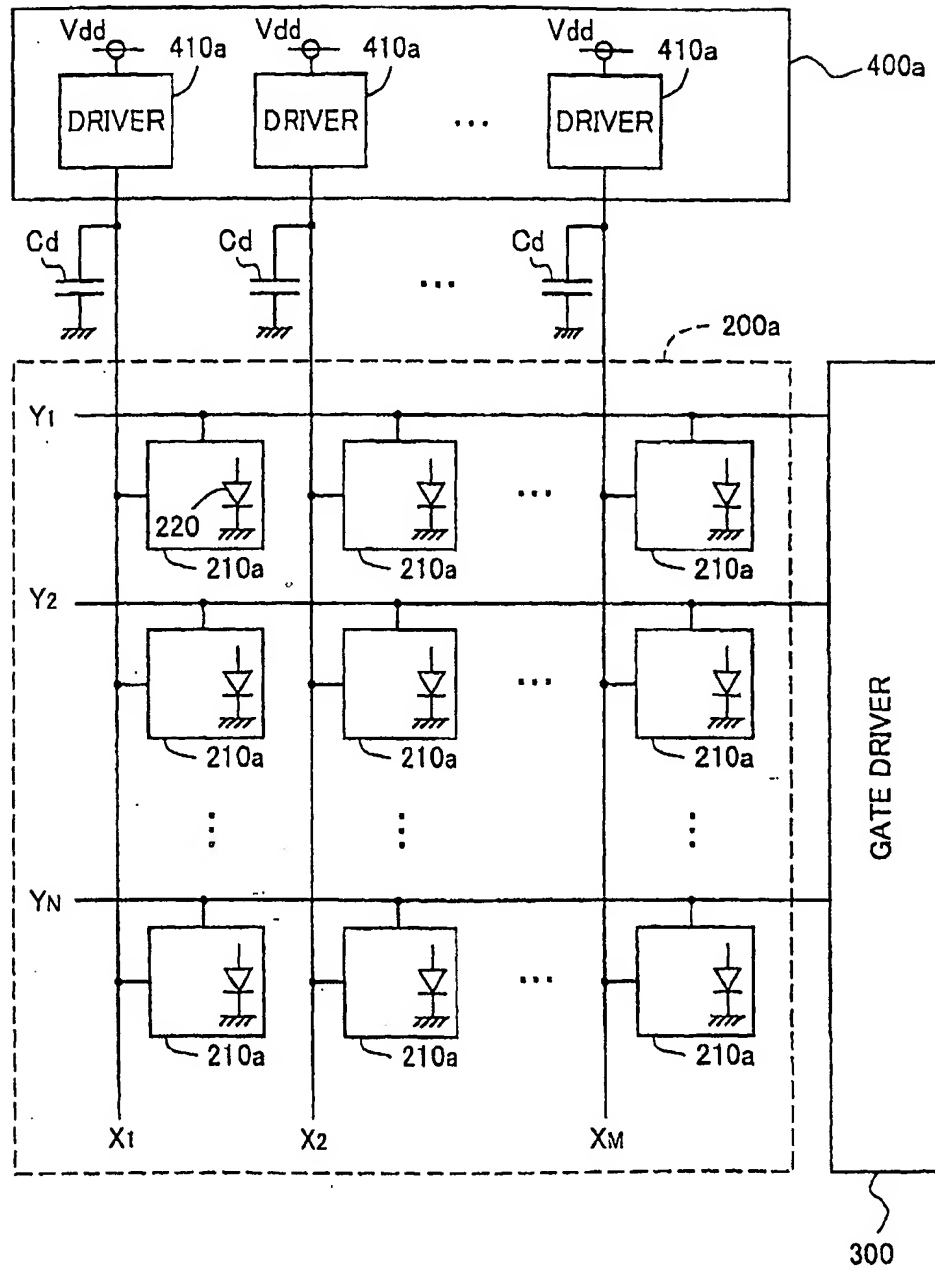 Vdd 410a Vdd 410a Vdd 410a
400a
DRIVER DRIVER ... DRIVER
Cd Cd ... Cd
200a
Y1
220 ...
210a 210a 210a
Y2
...
210a 210a 210a
GATE DRIVER
YN
...
210a 210a 210a
X1 X2 XM
300